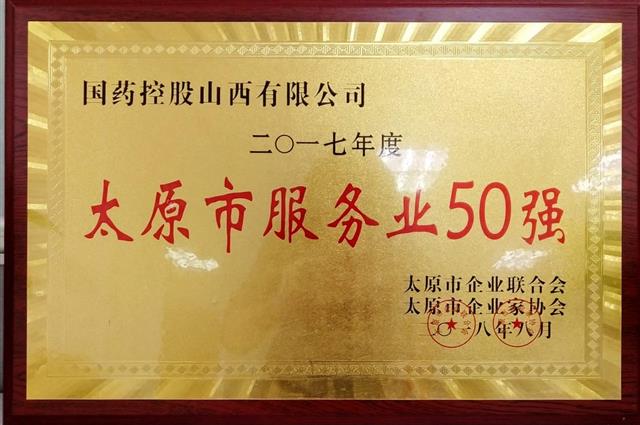 国药控股山西有限公司
二〇一七年度
太原市服务业50强
太原市企业联合会
太原市企业家协会
二〇一八年八月